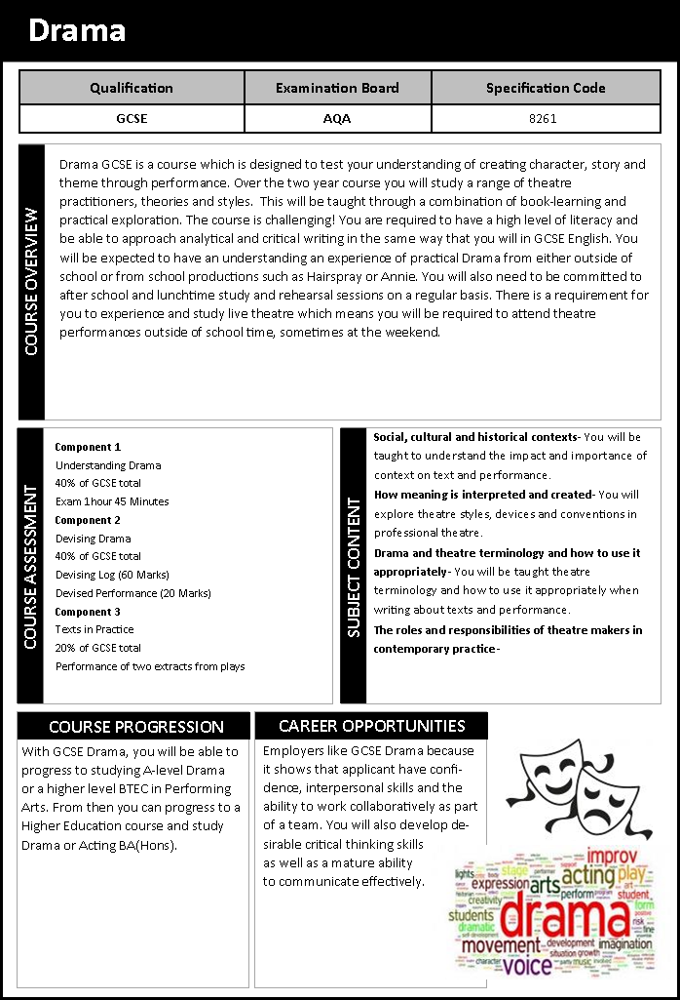 Drama
Qualification Examination Board Specification Code
GCSE AQA 8261
COURSE OVERVIEW
Drama GCSE is a course which is designed to test your understanding of creating character, story and
theme through performance. Over the two year course you will study a range of theatre
practitioners, theories and styles.  This will be taught through a combination of book-learning and
practical exploration. The course is challenging! You are required to have a high level of literacy and
be able to approach analytical and critical writing in the same way that you will in GCSE English. You
will be expected to have an understanding an experience of practical Drama from either outside of
school or from school productions such as Hairspray or Annie. You will also need to be committed to
after school and lunchtime study and rehearsal sessions on a regular basis. There is a requirement for
you to experience and study live theatre which means you will be required to attend theatre
performances outside of school time, sometimes at the weekend.
COURSE ASSESSMENT
Component 1
Understanding Drama
40% of GCSE total
Exam 1hour 45 Minutes
Component 2
Devising Drama
40% of GCSE total
Devising Log (60 Marks)
Devised Performance (20 Marks)
Component 3
Texts in Practice
20% of GCSE total
Performance of two extracts from plays
SUBJECT CONTENT
Social, cultural and historical contexts- You will be
taught to understand the impact and importance of
context on text and performance.
How meaning is interpreted and created- You will
explore theatre styles, devices and conventions in
professional theatre.
Drama and theatre terminology and how to use it
appropriately- You will be taught theatre
terminology and how to use it appropriately when
writing about texts and performance.
The roles and responsibilities of theatre makers in
contemporary practice-
COURSE PROGRESSION
With GCSE Drama, you will be able to
progress to studying A-level Drama
or a higher level BTEC in Performing
Arts. From then you can progress to a
Higher Education course and study
Drama or Acting BA(Hons).
CAREER OPPORTUNITIES
Employers like GCSE Drama because
it shows that applicant have confi-
dence, interpersonal skills and the
ability to work collaboratively as part
of a team. You will also develop de-
sirable critical thinking skills
as well as a mature ability
to communicate effectively.
improv
lights stage acting play
expression arts
perform student
creativity
students drama form
dramatic risk
movement development imagination
situation growth
character voice party music